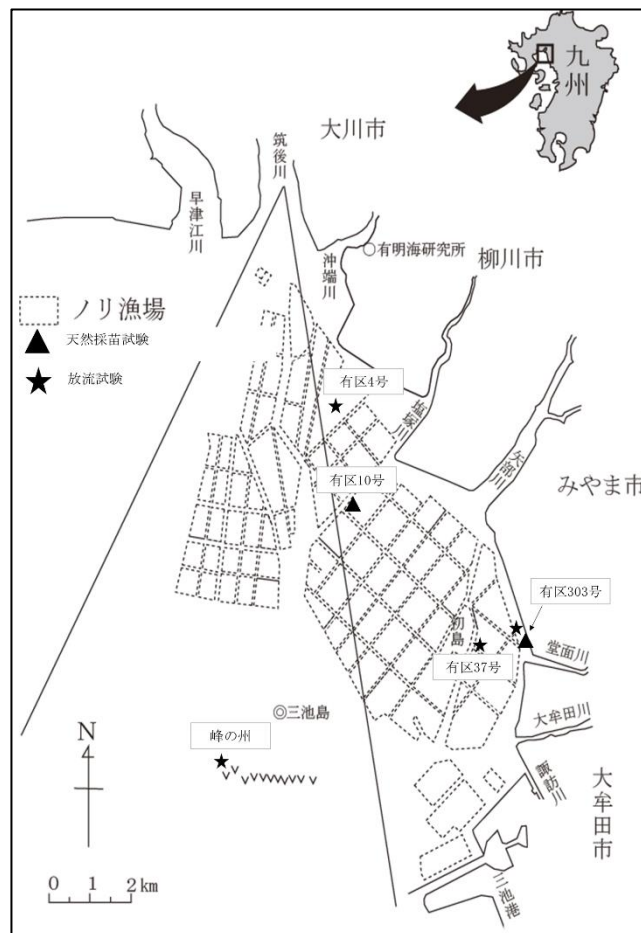 九州
大川市
筑後川
早津江川
○有明海研究所
沖端川
柳川市
ノリ漁場
天然採苗試験
放流試験
有区4号
塩塚川
矢部川
有区10号
みやま市
有区303号
初島
堂面川
有区37号
大牟田川
◎三池島
峰の州
諏訪川
大牟田市
N
三池港
0 1 2km